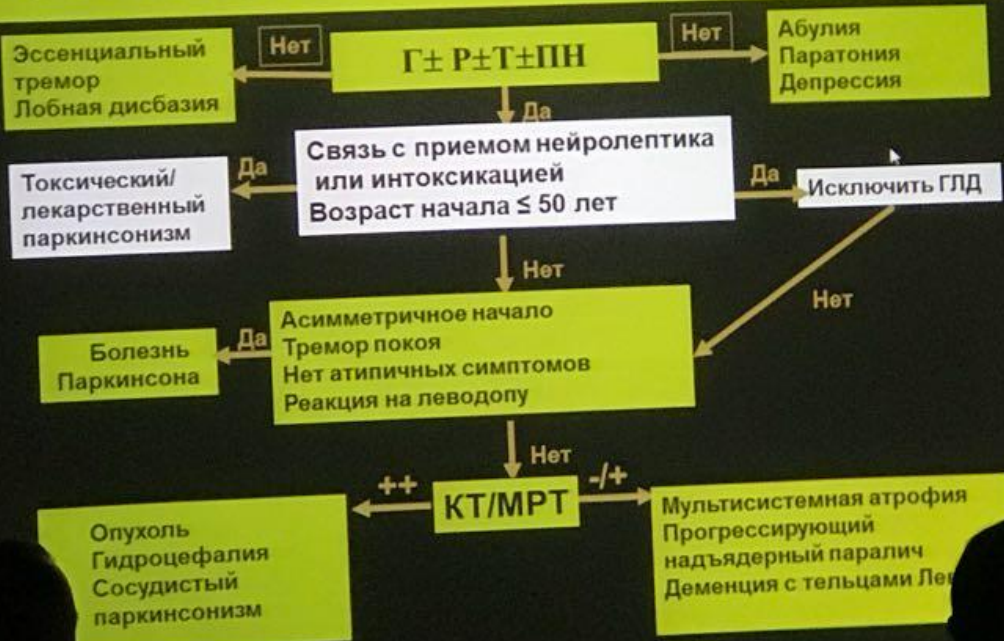 Нет
Г± Р±Т±ПН
Нет
Эссенциальный
тремор
Лобная дисбазия
Абулия
Паратония
Депрессия
Да
Связь с приемом нейролептика
или интоксикацией
Возраст начала ≤ 50 лет
Да
Токсический/
лекарственный
паркинсонизм
Да
Исключить ГЛД
Нет
Нет
Асимметричное начало
Тремор покоя
Нет атипичных симптомов
Реакция на леводопу
Да
Болезнь
Паркинсона
Нет
++
КТ/МРТ
-/+
Опухоль
Гидроцефалия
Сосудистый
паркинсонизм
Мультисистемная атрофия
Прогрессирующий
надъядерный паралич
Деменция с тельцами